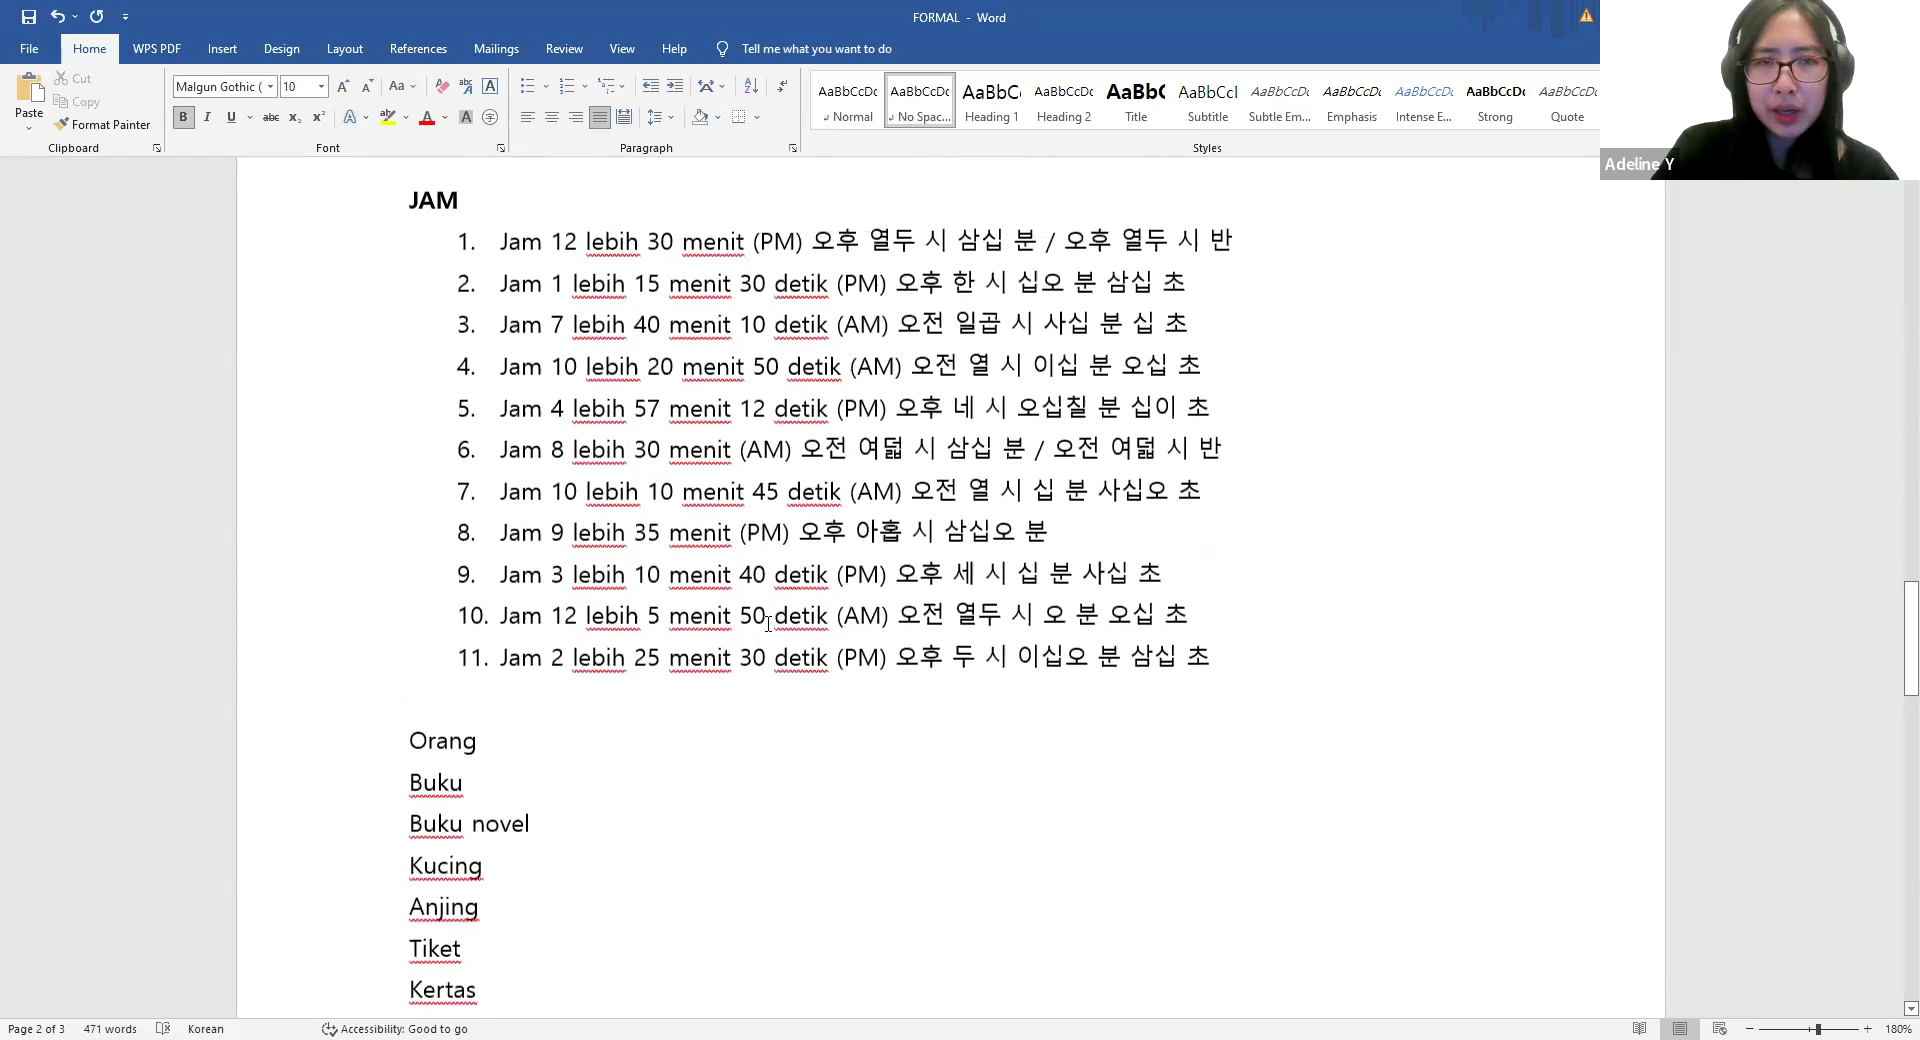 FORMAL - Word
File Home WPS PDF Insert Design Layout References Mailings Review View Help Tell me what you want to do
Cut
Copy
Paste
Format Painter
Malgun Gothic ( 10
AaBbCcDc Normal
AaBbCcDc No Spac...
AaBbC Heading 1
AaBbCcDc Heading 2
AaBbC Title
AaBbCcI Subtitle
AaBbCcDc Subtle Em...
AaBbCcDc Emphasis
AaBbCcDc Intense E...
AaBbCcDc Strong
AaBbCcDc Quote
Clipboard Font Paragraph Styles
Adeline Y
JAM
1. Jam 12 lebih 30 menit (PM) 오후 열두 시 삼십 분 / 오후 열두 시 반
2. Jam 1 lebih 15 menit 30 detik (PM) 오후 한 시 십오 분 삼십 초
3. Jam 7 lebih 40 menit 10 detik (AM) 오전 일곱 시 사십 분 십 초
4. Jam 10 lebih 20 menit 50 detik (AM) 오전 열 시 이십 분 오십 초
5. Jam 4 lebih 57 menit 12 detik (PM) 오후 네 시 오십칠 분 십이 초
6. Jam 8 lebih 30 menit (AM) 오전 여덟 시 삼십 분 / 오전 여덟 시 반
7. Jam 10 lebih 10 menit 45 detik (AM) 오전 열 시 십 분 사십오 초
8. Jam 9 lebih 35 menit (PM) 오후 아홉 시 삼십오 분
9. Jam 3 lebih 10 menit 40 detik (PM) 오후 세 시 십 분 사십 초
10. Jam 12 lebih 5 menit 50 detik (AM) 오전 열두 시 오 분 오십 초
11. Jam 2 lebih 25 menit 30 detik (PM) 오후 두 시 이십오 분 삼십 초
Orang
Buku
Buku novel
Kucing
Anjing
Tiket
Kertas
Page 2 of 3 471 words Korean Accessibility: Good to go 180%